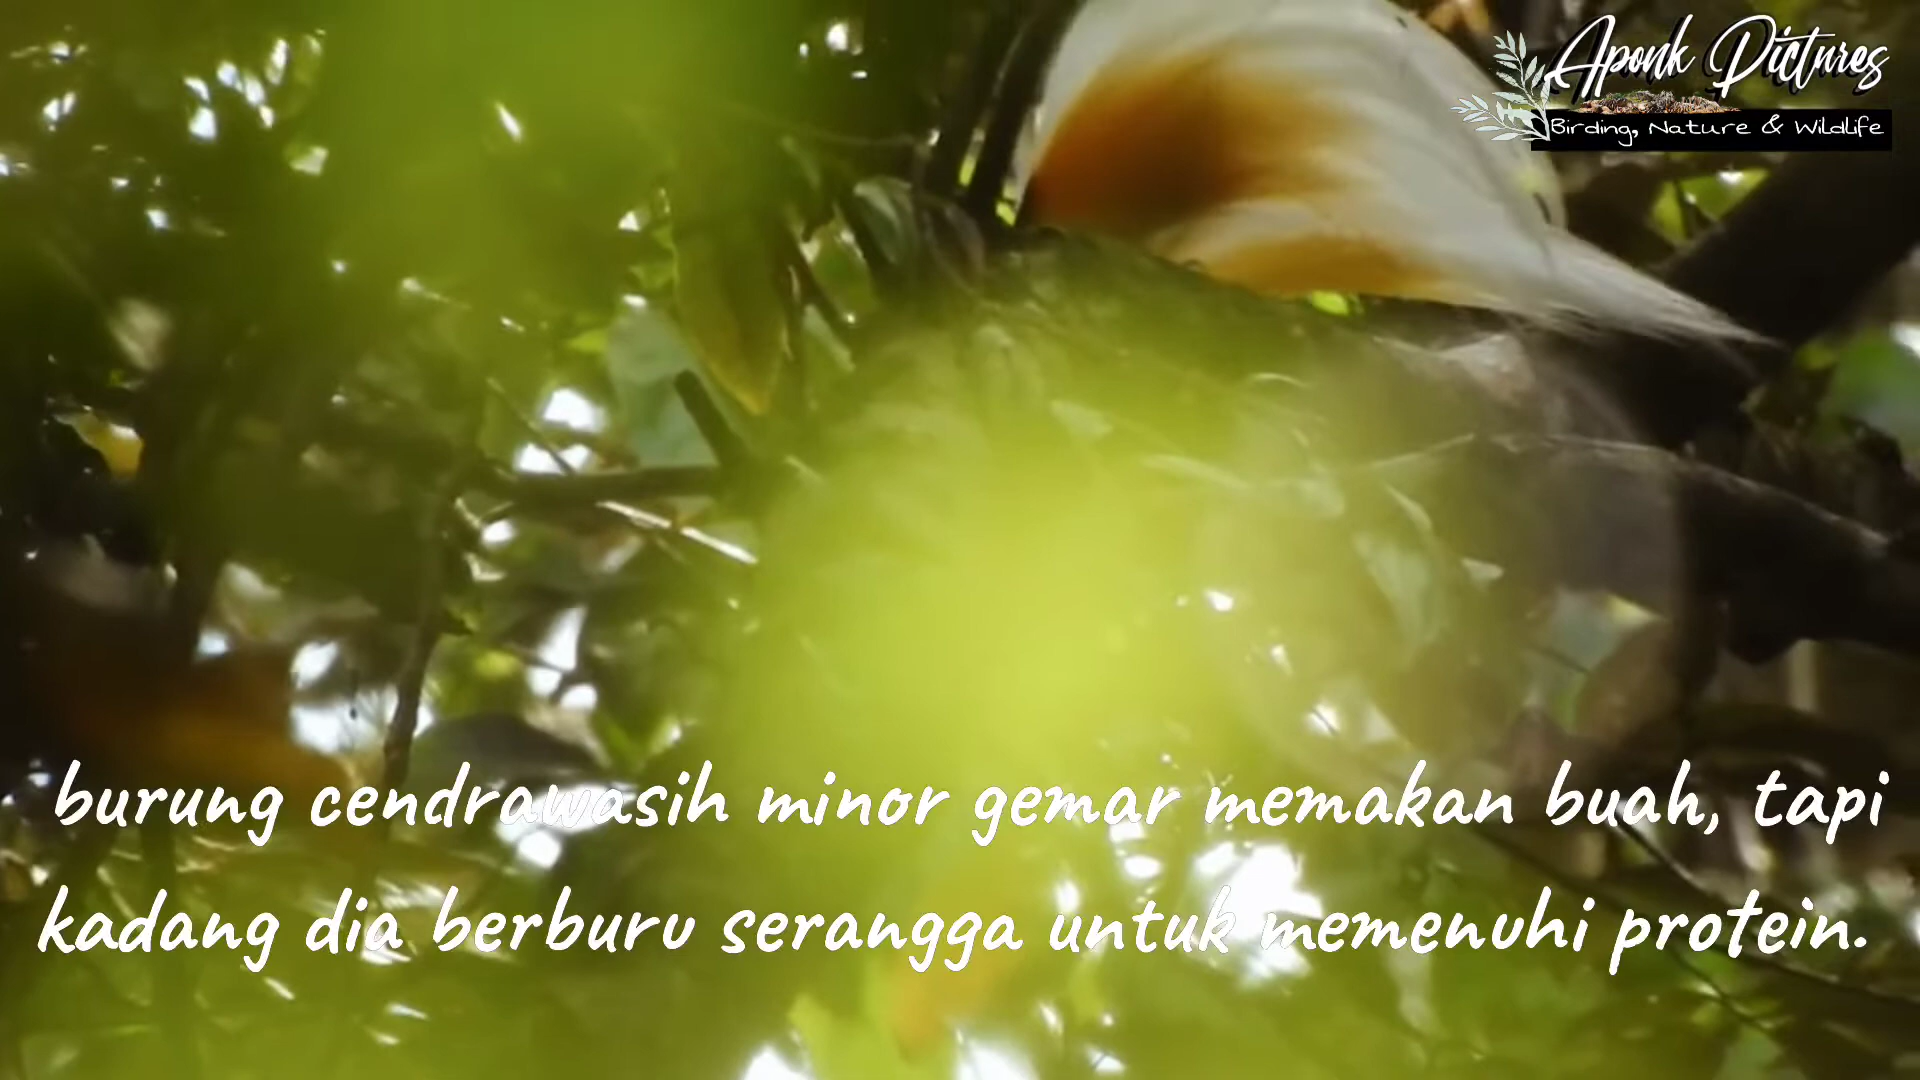 Aponk Pictures
Birding, Nature & Wildlife
burung cendrawasih minor gemar memakan buah, tapi
kadang dia berburu serangga untuk memenuhi protein.